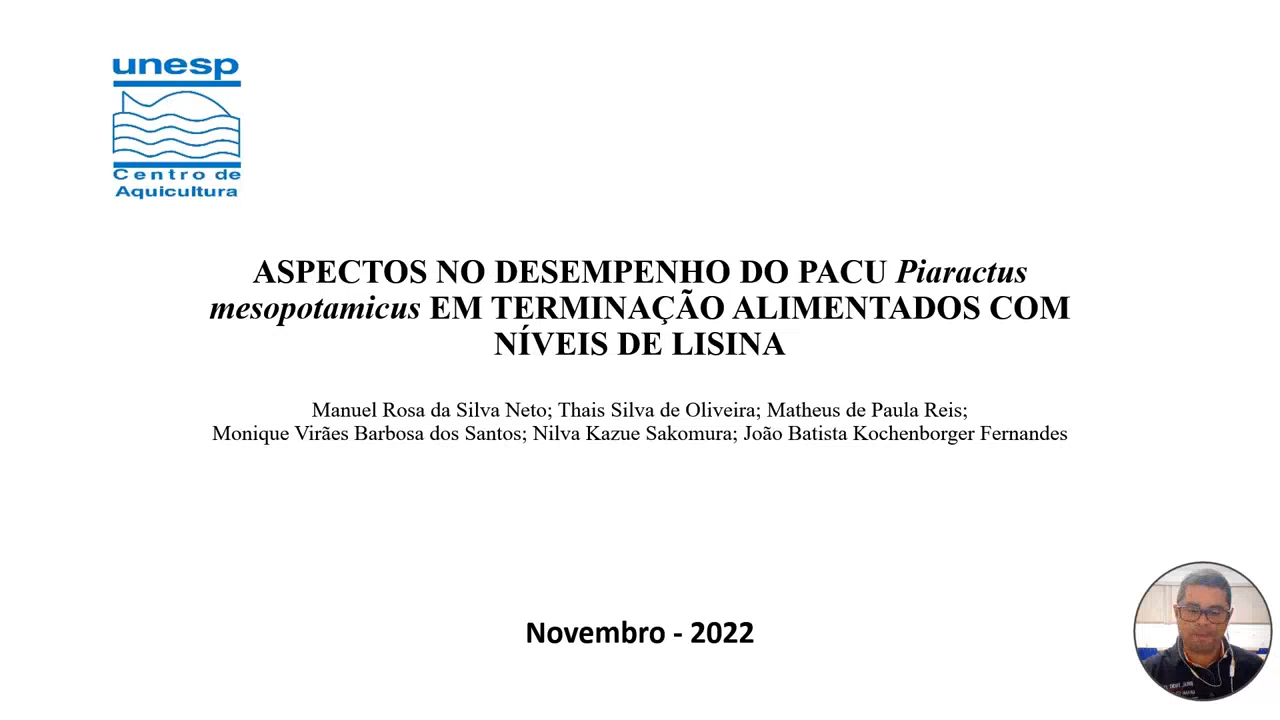 unesp
Centro de
Aquicultura
ASPECTOS NO DESEMPENHO DO PACU Piaractus
mesopotamicus EM TERMINAÇÃO ALIMENTADOS COM
NÍVEIS DE LISINA
Manuel Rosa da Silva Neto; Thais Silva de Oliveira; Matheus de Paula Reis;
Monique Virães Barbosa dos Santos; Nilva Kazue Sakomura; João Batista Kochenborger Fernandes
Novembro - 2022